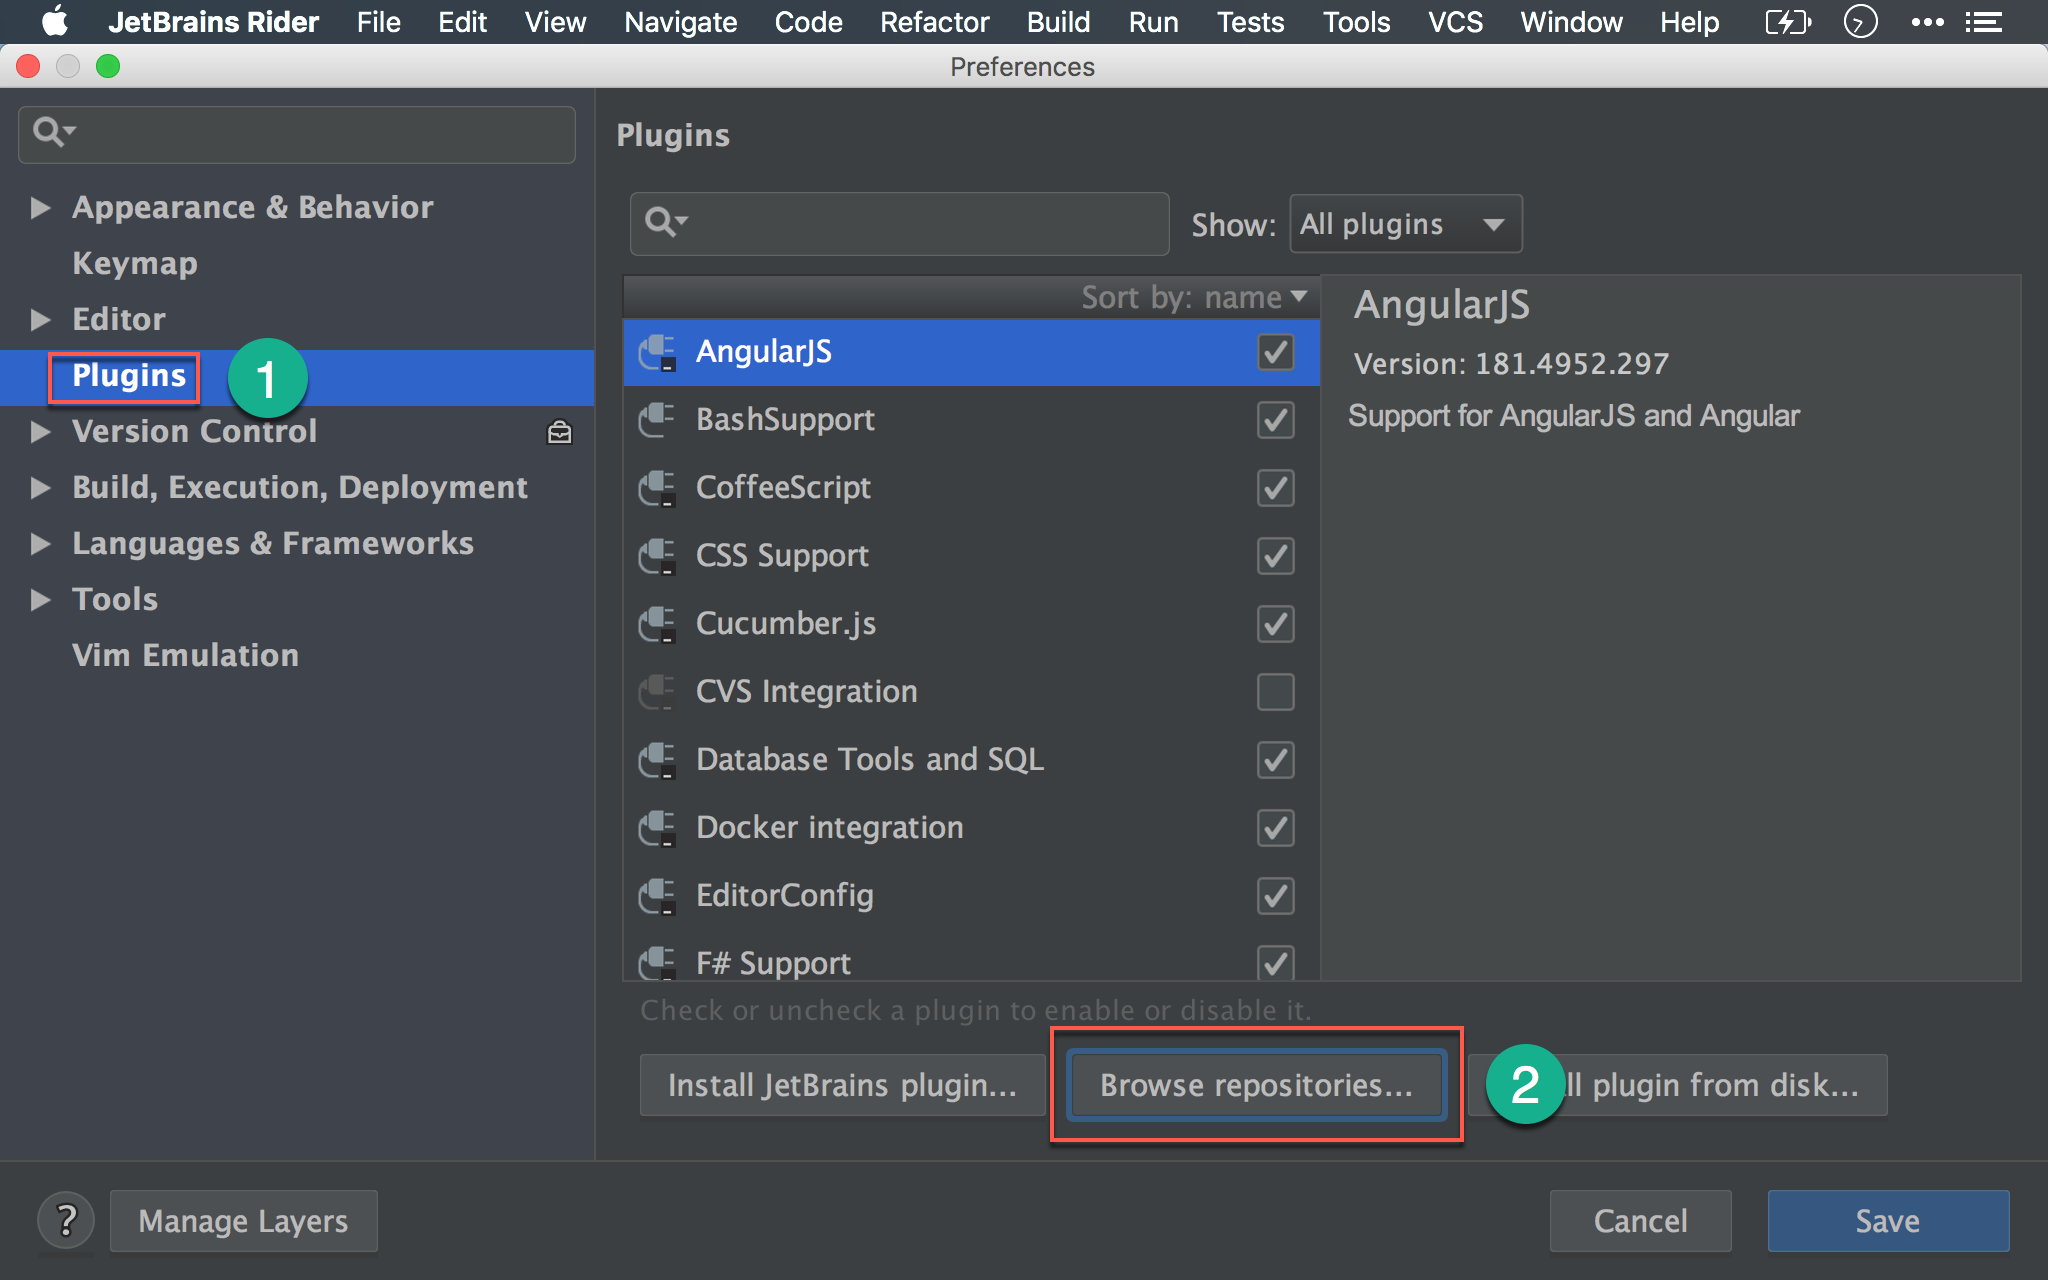 JetBrains Rider File Edit View Navigate Code Refactor Build Run Tests Tools VCS Window Help
Preferences
Appearance & Behavior
Keymap
Editor
Plugins 1
Version Control
Build, Execution, Deployment
Languages & Frameworks
Tools
Vim Emulation
Plugins
Show: All plugins
Sort by: name
AngularJS
BashSupport
CoffeeScript
CSS Support
Cucumber.js
CVS Integration
Database Tools and SQL
Docker integration
EditorConfig
F# Support
AngularJS
Version: 181.4952.297
Support for AngularJS and Angular
Check or uncheck a plugin to enable or disable it.
Install JetBrains plugin... Browse repositories... 2 plugin from disk...
? Manage Layers Cancel Save